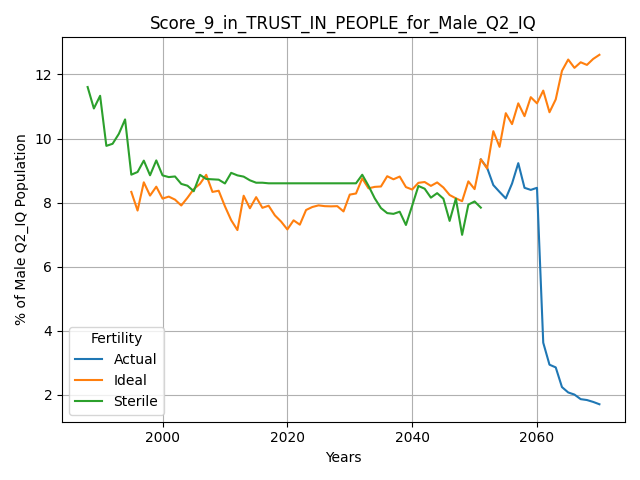 Score_9_in_TRUST_IN_PEOPLE_for_Male_Q2_IQ
% of Male Q2_IQ Population
12
10
8
6
4
2
Fertility
Actual
Ideal
Sterile
2000
2020
2040
2060
Years